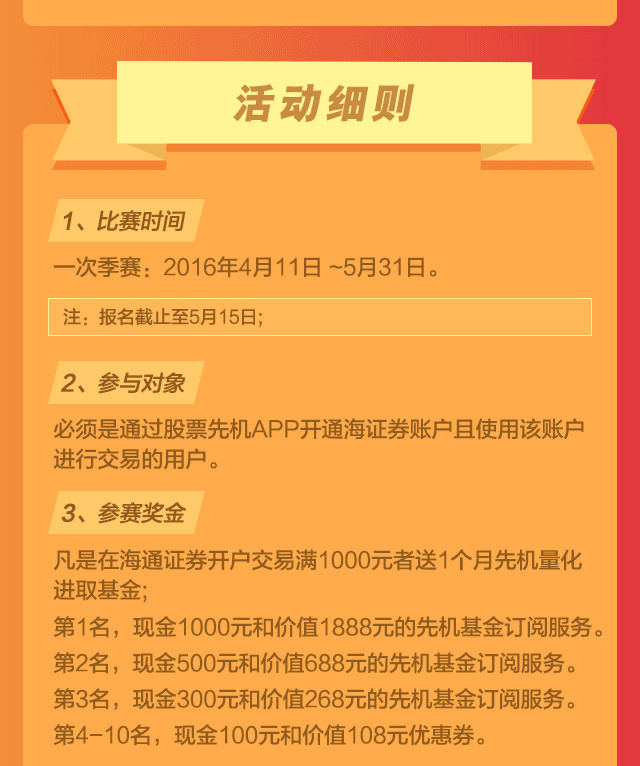 活动细则
1、比赛时间
一次季赛：2016年4月11日 ~5月31日。
注：报名截止至5月15日；
2、参与对象
必须是通过股票先机APP开通海证券账户且使用该账户
进行交易的用户。
3、参赛奖金
凡是在海通证券开户交易满1000元者送1个月先机量化
进取基金；
第1名，现金1000元和价值1888元的先机基金订阅服务。
第2名，现金500元和价值688元的先机基金订阅服务。
第3名，现金300元和价值268元的先机基金订阅服务。
第4-10名，现金100元和价值108元优惠券。